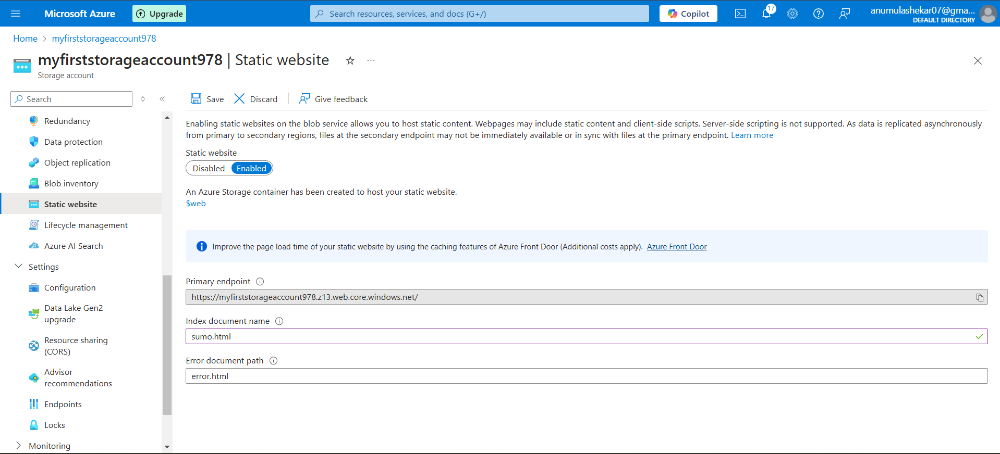 Microsoft Azure
Upgrade
Search resources, services, and docs (G+/)
Copilot
17
anumulashekar07@gma...
DEFAULT DIRECTORY
Home > myfirststorageaccount978
myfirststorageaccount978 | Static website
Storage account
Search
Save
Discard
Give feedback
Redundancy
Data protection
Object replication
Blob inventory
Static website
Lifecycle management
Azure AI Search
Settings
Configuration
Data Lake Gen2
upgrade
Resource sharing
(CORS)
Advisor
recommendations
Endpoints
Locks
Monitoring
Enabling static websites on the blob service allows you to host static content. Webpages may include static content and client-side scripts. Server-side scripting is not supported. As data is replicated asynchronously
from primary to secondary regions, files at the secondary endpoint may not be immediately available or in sync with files at the primary endpoint. Learn more
Static website
Disabled Enabled
An Azure Storage container has been created to host your static website.
$web
Improve the page load time of your static website by using the caching features of Azure Front Door (Additional costs apply). Azure Front Door
Primary endpoint
https://myfirststorageaccount978.z13.web.core.windows.net/
Index document name
sumo.html
Error document path
error.html